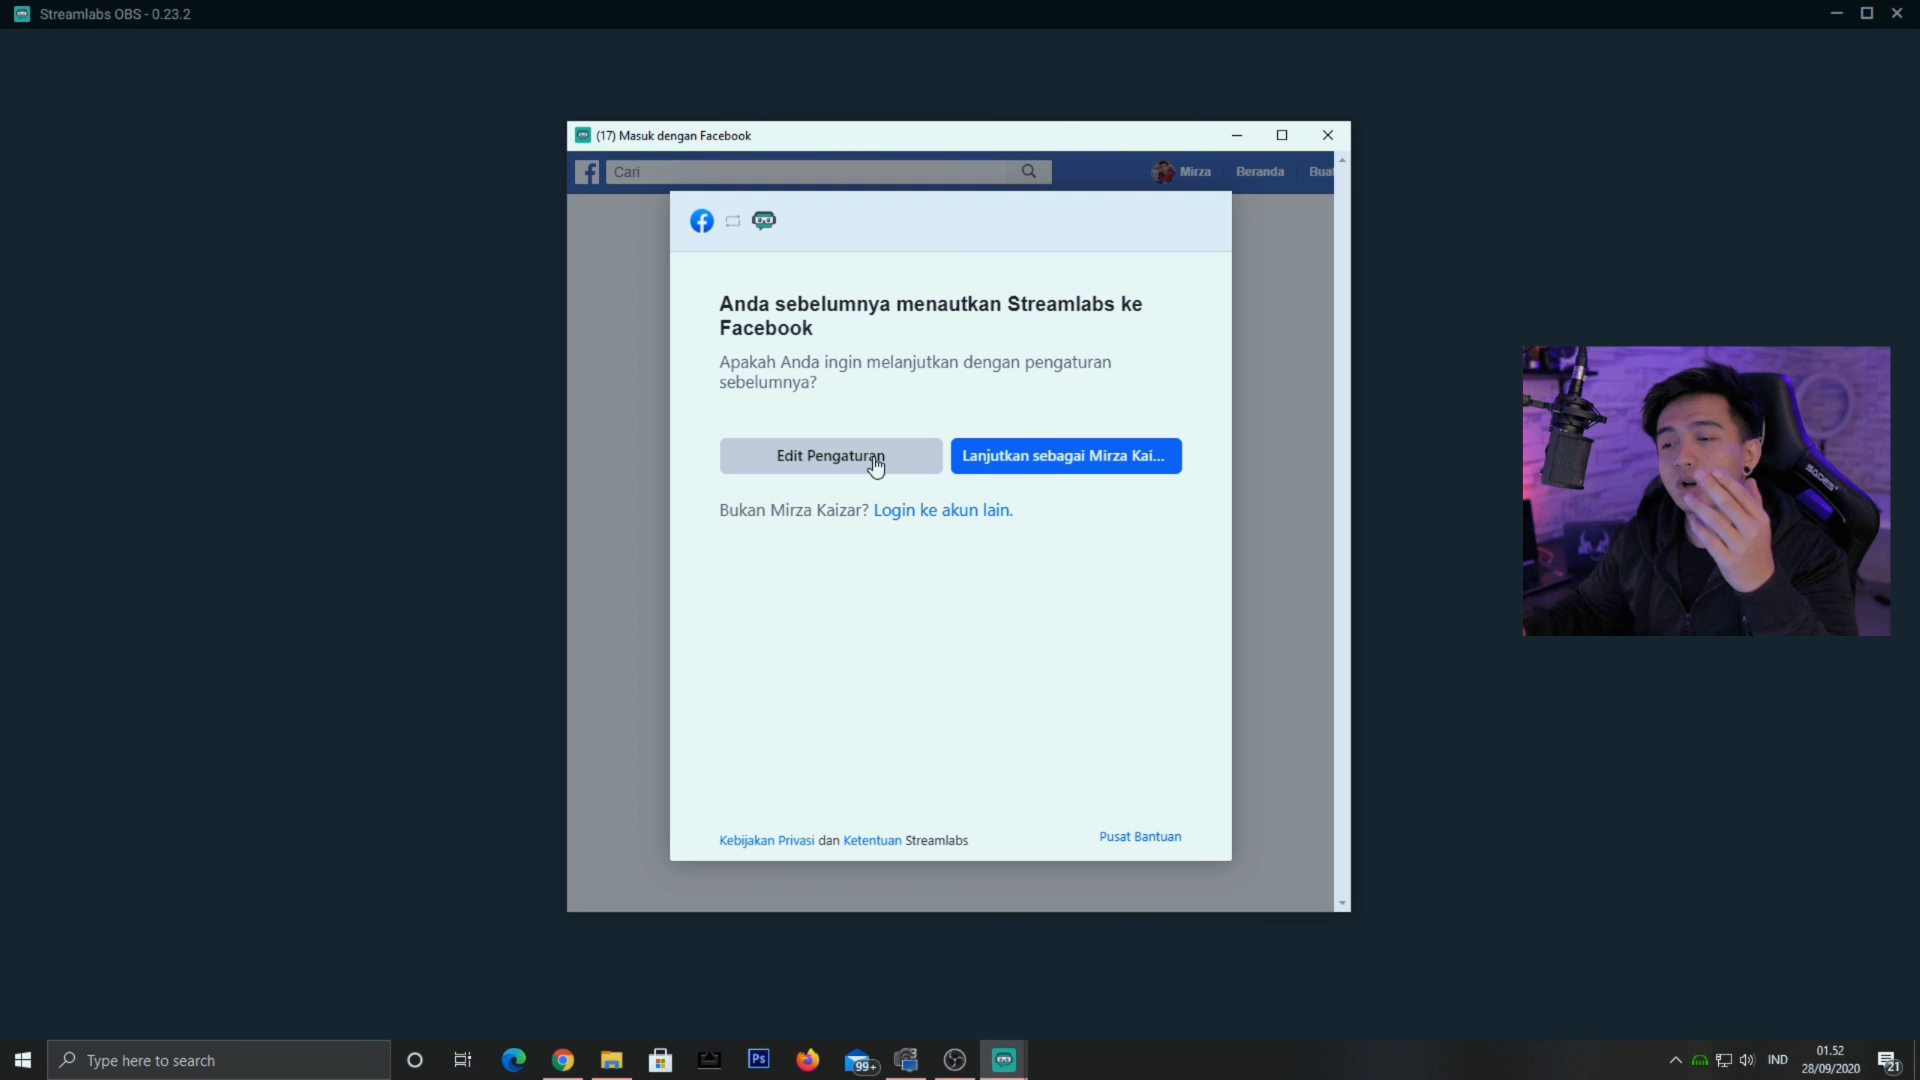 Streamlabs OBS - 0.23.2
(17) Masuk dengan Facebook
Cari
Mirza
Beranda
Bua
Anda sebelumnya menautkan Streamlabs ke
Facebook
Apakah Anda ingin melanjutkan dengan pengaturan
sebelumnya?
Edit Pengaturan
Lanjutkan sebagai Mirza Kai...
Bukan Mirza Kaizar? Login ke akun lain.
Kebijakan Privasi dan Ketentuan Streamlabs
Pusat Bantuan
SADES
Type here to search
Ps
99+
IND
01.52
28/09/2020
21